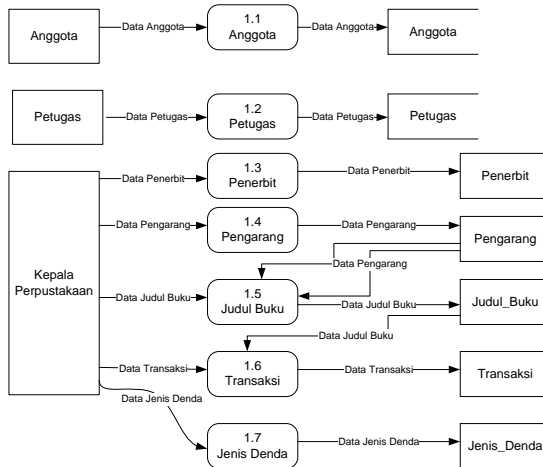 Anggota
Data Anggota
1.1
Anggota
Data Anggota
Anggota
Petugas
Data Petugas
1.2
Petugas
Data Petugas
Petugas
Kepala
Perpustakaan
Data Penerbit
1.3
Penerbit
Data Penerbit
Penerbit
Data Pengarang
1.4
Pengarang
Data Pengarang
Pengarang
Data Pengarang
Data Judul Buku
1.5
Judul Buku
Data Judul Buku
Judul_Buku
Data Judul Buku
Data Transaksi
1.6
Transaksi
Data Transaksi
Transaksi
Data Jenis Denda
1.7
Jenis Denda
Data Jenis Denda
Jenis_Denda